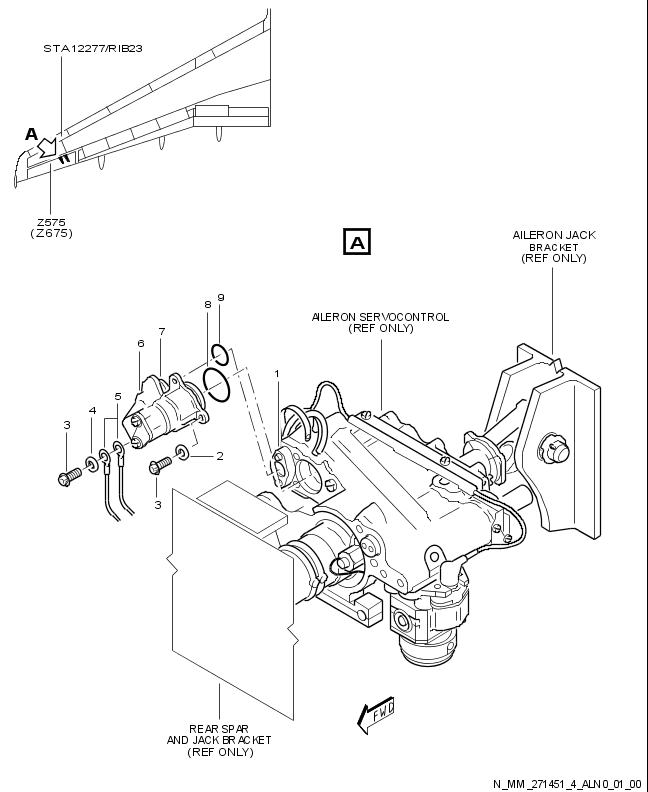 STA12277/RIB23
A
Z575
(Z675)
A
AILERON JACK
BRACKET
(REF ONLY)
AILERON SERVOCONTROL
(REF ONLY)
9
8
7
6
5
4
3
1
2
3
REAR SPAR
AND JACK BRACKET
(REF ONLY)
FWD
N_MM_271451_4_ALN0_01_00